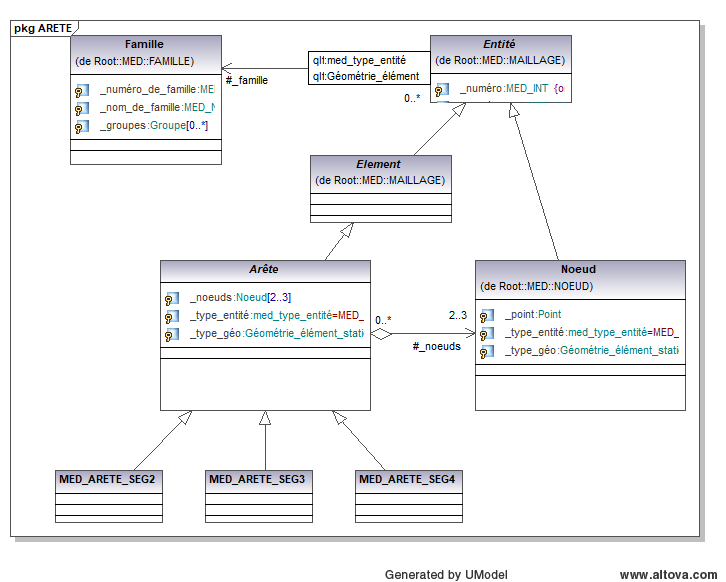 pkg ARETE
Famille
(de Root::MED::FAMILLE)
_numéro_de_famille:ME
_nom_de_famille:MED_N
_groupes:Groupe[0..*]
#_famille
qlf:med_type_entité
qlf:Géométrie_élément
0..*
Entité
(de Root::MED::MAILLAGE)
_numéro:MED_INT {o
Element
(de Root::MED::MAILLAGE)
Arête
_noeuds:Noeud[2..3]
_type_entité:med_type_entité=MED_
_type_géo:Géométrie_élément_stati
0..*
2..3
#_noeuds
Noeud
(de Root::MED::NOEUD)
_point:Point
_type_entité:med_type_entité=MED_
_type_géo:Géométrie_élément_stati
MED_ARETE_SEG2
MED_ARETE_SEG3
MED_ARETE_SEG4
Generated by UModel
www.altova.com